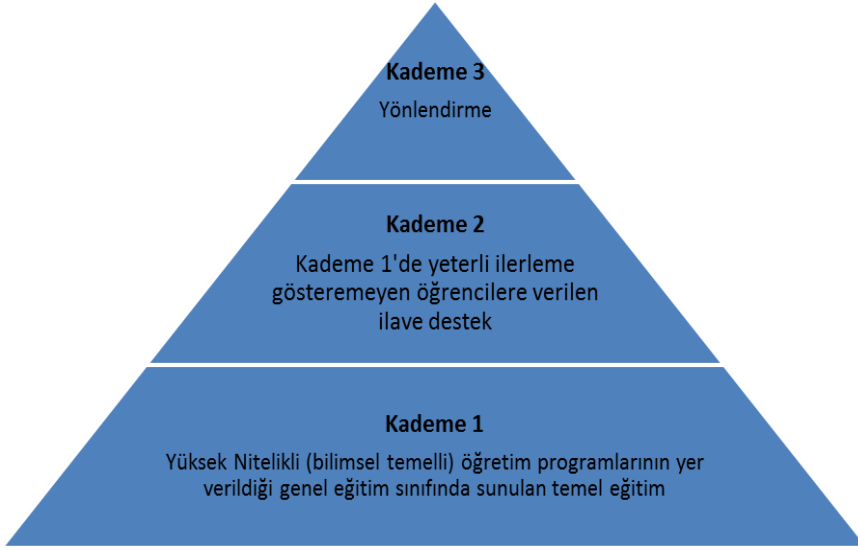 Kademe 3
Yönlendirme
Kademe 2
Kademe 1'de yeterli ilerleme
gösteremeyen öğrencilere verilen
ilave destek
Kademe 1
Yüksek Nitelikli (bilimsel temelli) öğretim programlarının yer
verildiği genel eğitim sınıfında sunulan temel eğitim